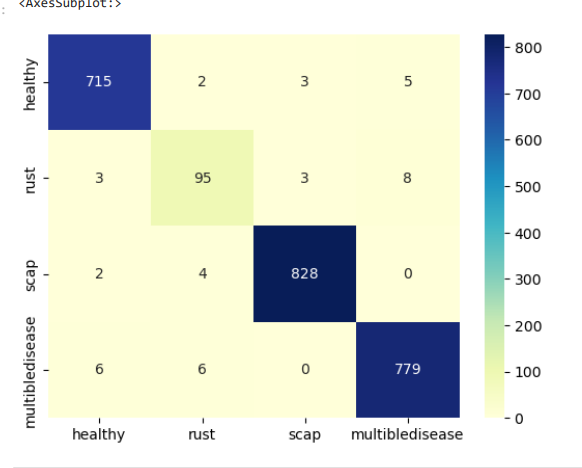 <AxesSubplot:>
healthy 715 2 3 5
rust 3 95 3 8
scap 2 4 828 0
multibledisease 6 6 0 779
healthy rust scap multibledisease
800
700
600
500
400
300
200
100
0